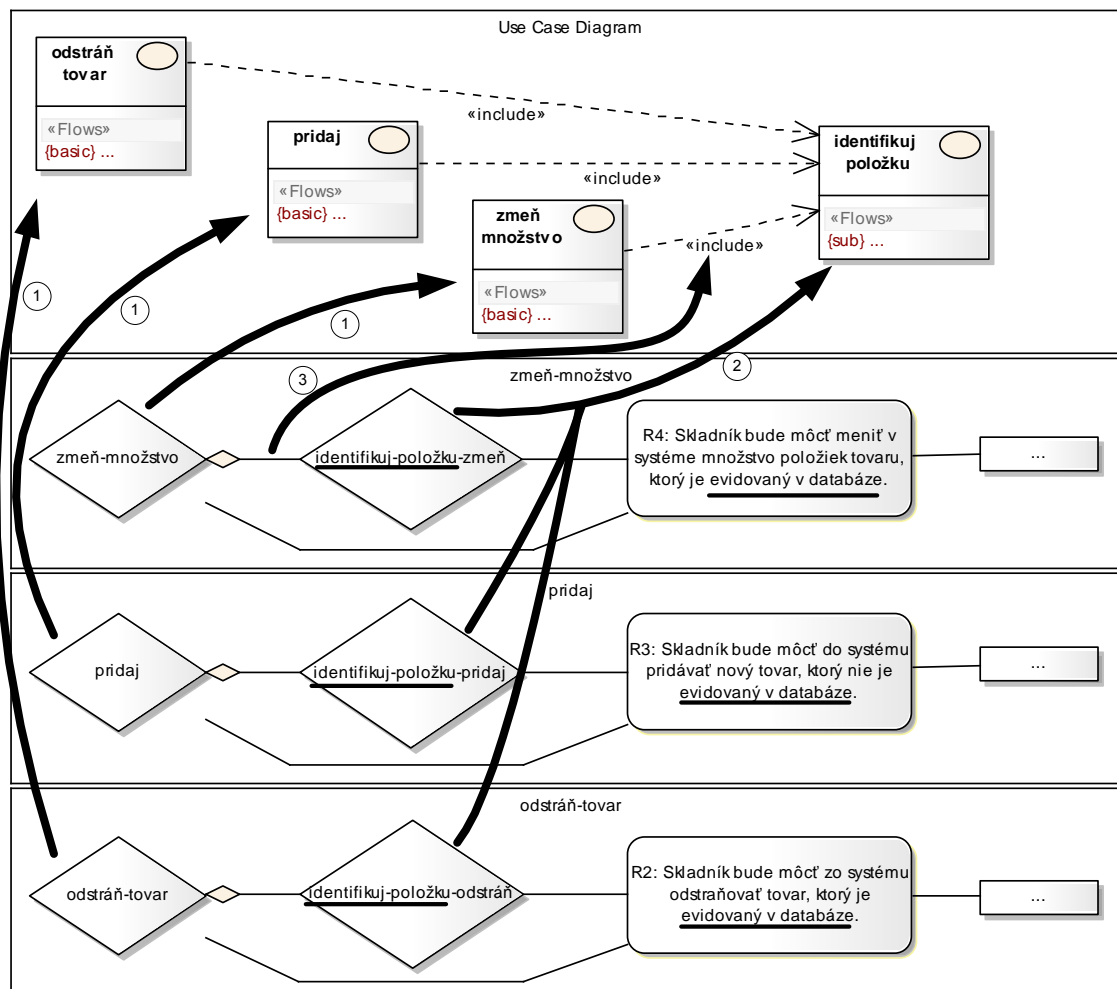 Use Case Diagram
odstráň
tovar
«Flows»
{basic} ...
«include»
pridaj
«Flows»
{basic} ...
«include»
identifikuj
položku
«Flows»
{sub} ...
zmeň
množstvo
«Flows»
{basic} ...
«include»
1
1
1
3
2
zmeň-množstvo
zmeň-množstvo
identifikuj-položku-zmeň
R4: Skladník bude môcť meniť v
systéme množstvo položiek tovaru,
ktorý je evidovaný v databáze.
...
pridaj
pridaj
identifikuj-položku-pridaj
R3: Skladník bude môcť do systému
pridávať nový tovar, ktorý nie je
evidovaný v databáze.
...
odstráň-tovar
odstráň-tovar
identifikuj-položku-odstráň
R2: Skladník bude môcť zo systému
odstraňovať tovar, ktorý je
evidovaný v databáze.
...